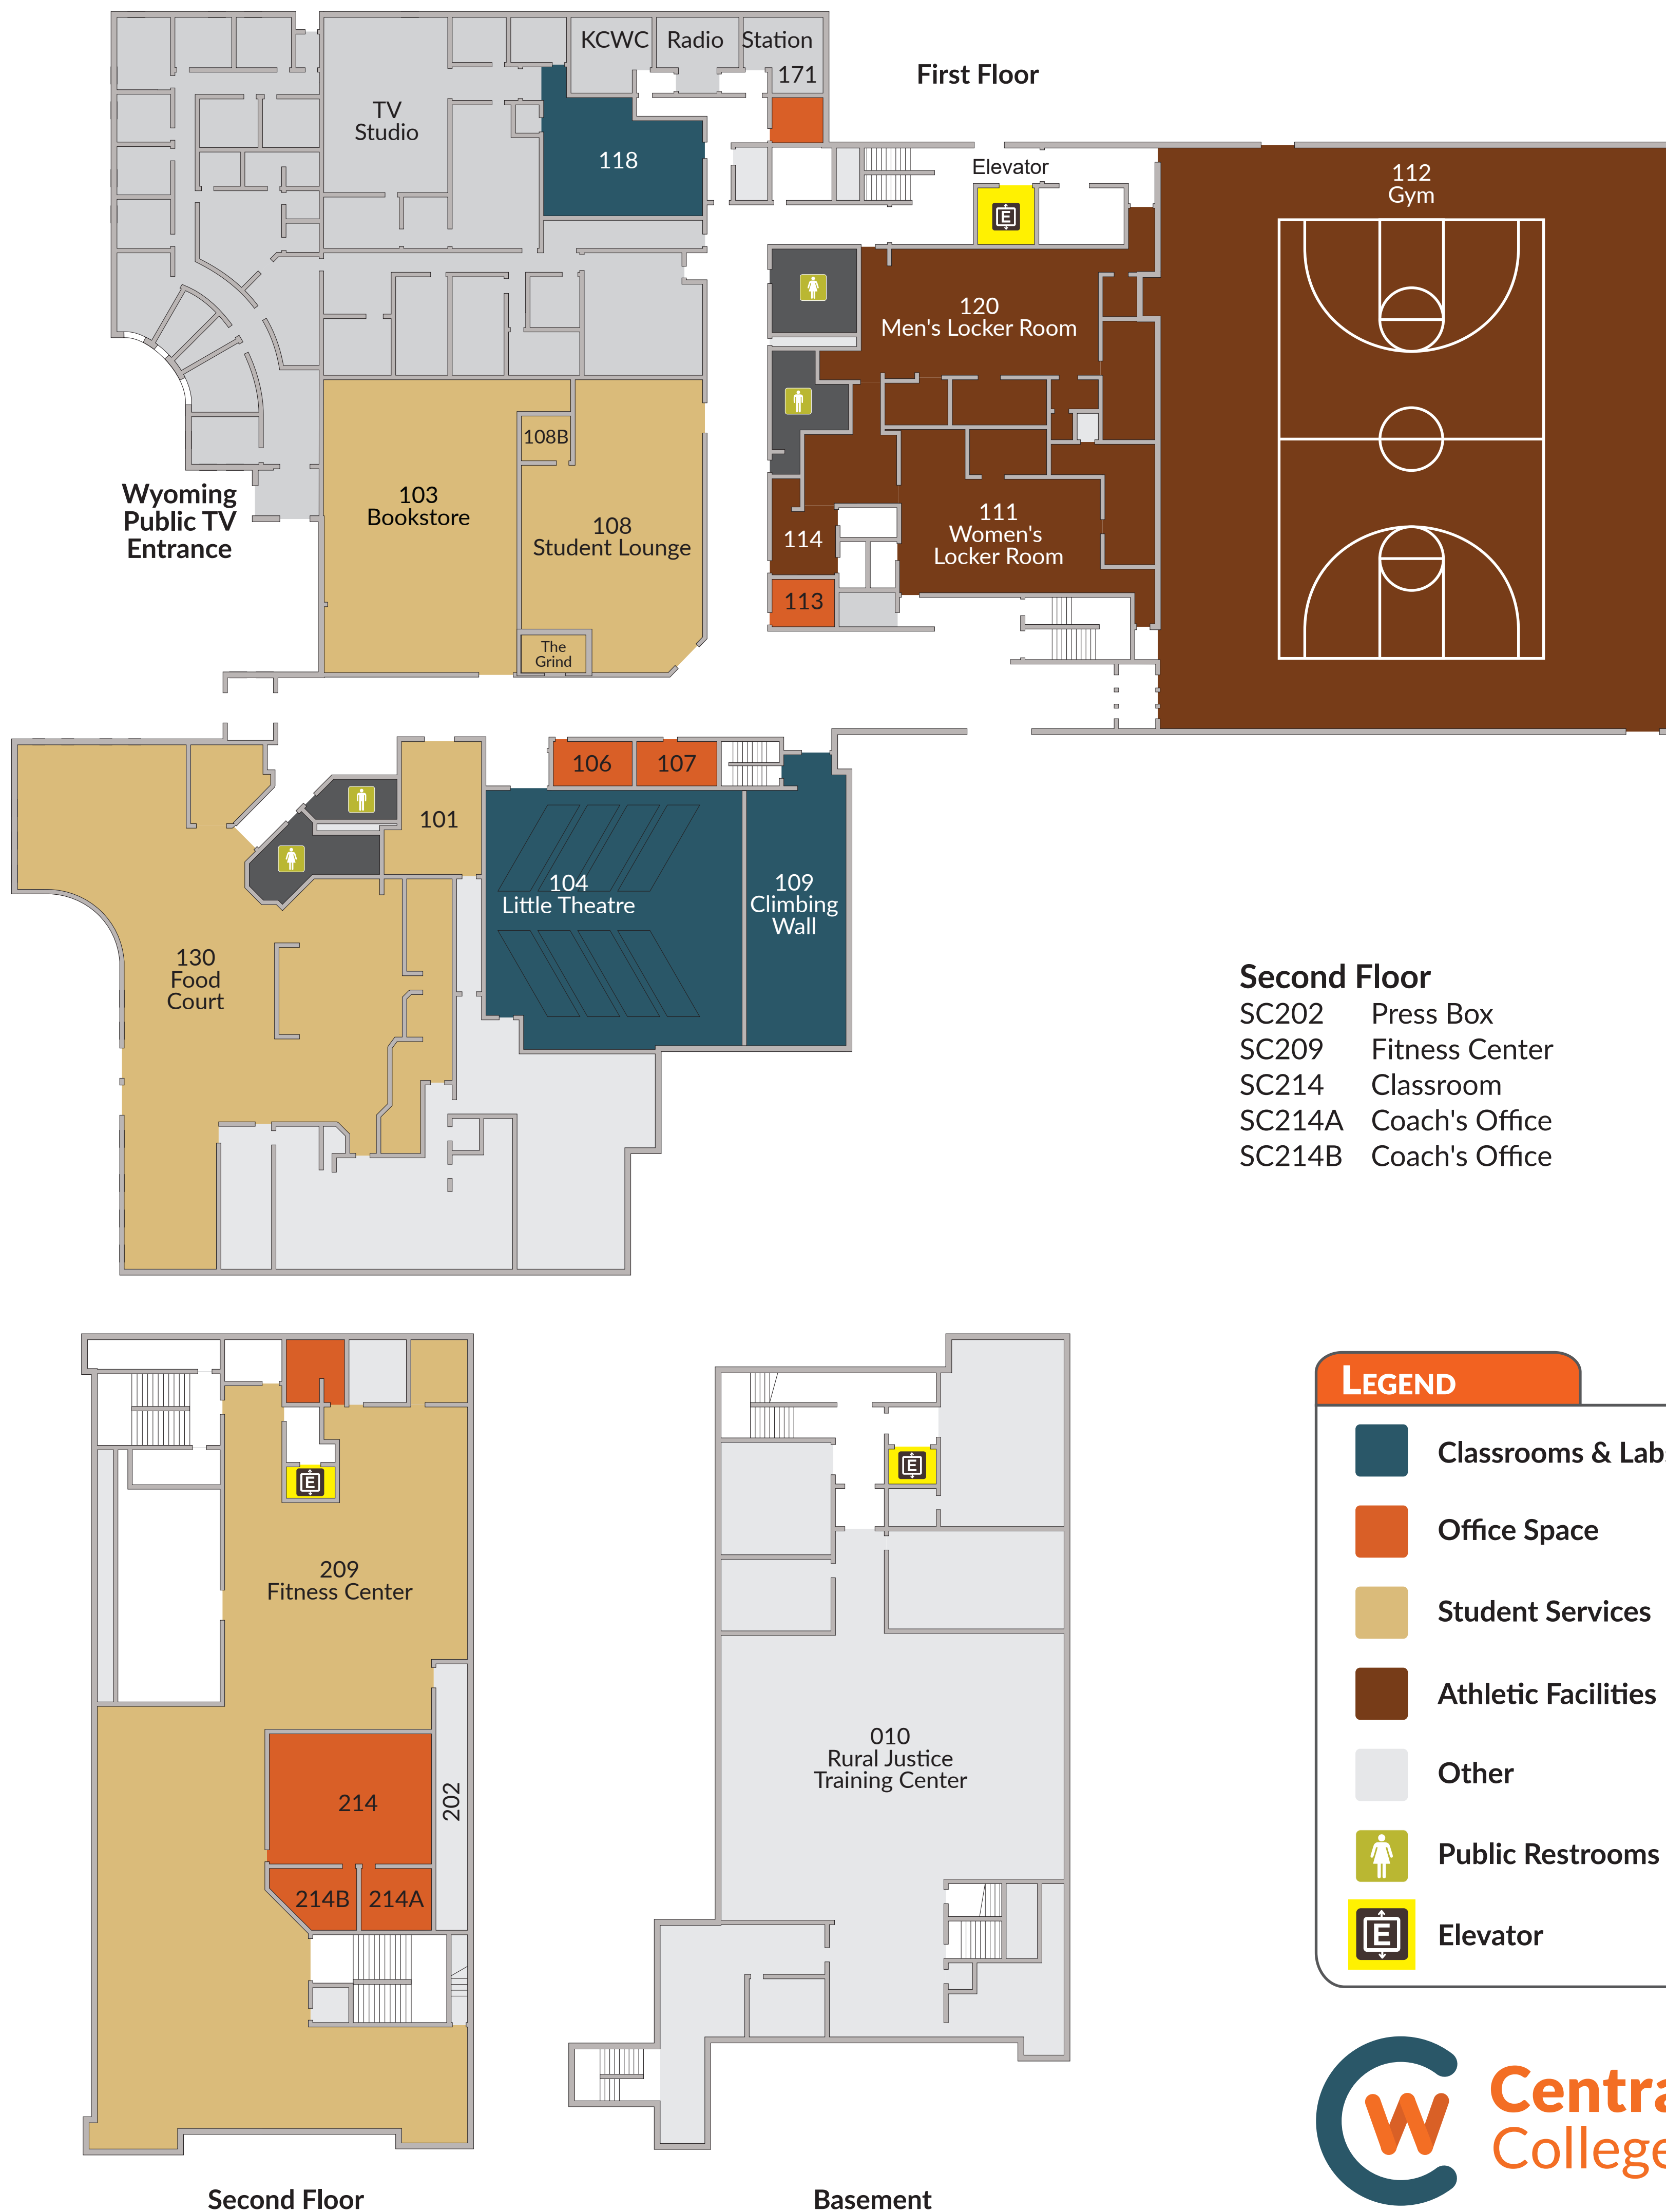 KCWC Radio Station
171
First Floor
TV
Studio
118
Elevator
E
112
Gym
120
Men's Locker Room
108B
Wyoming
Public TV
Entrance
103
Bookstore
108
Student Lounge
114
111
Women's
Locker Room
113
The
Grind
106
107
101
104
Little Theatre
109
Climbing
Wall
130
Food
Court
Second Floor
SC202 Press Box
SC209 Fitness Center
SC214 Classroom
SC214A Coach's Office
SC214B Coach's Office
E
209
Fitness Center
214
202
214B
214A
Second Floor
E
010
Rural Justice
Training Center
Basement
LEGEND
Classrooms & Lab
Office Space
Student Services
Athletic Facilities
Other
Public Restrooms
E
Elevator
CW
Centra
College